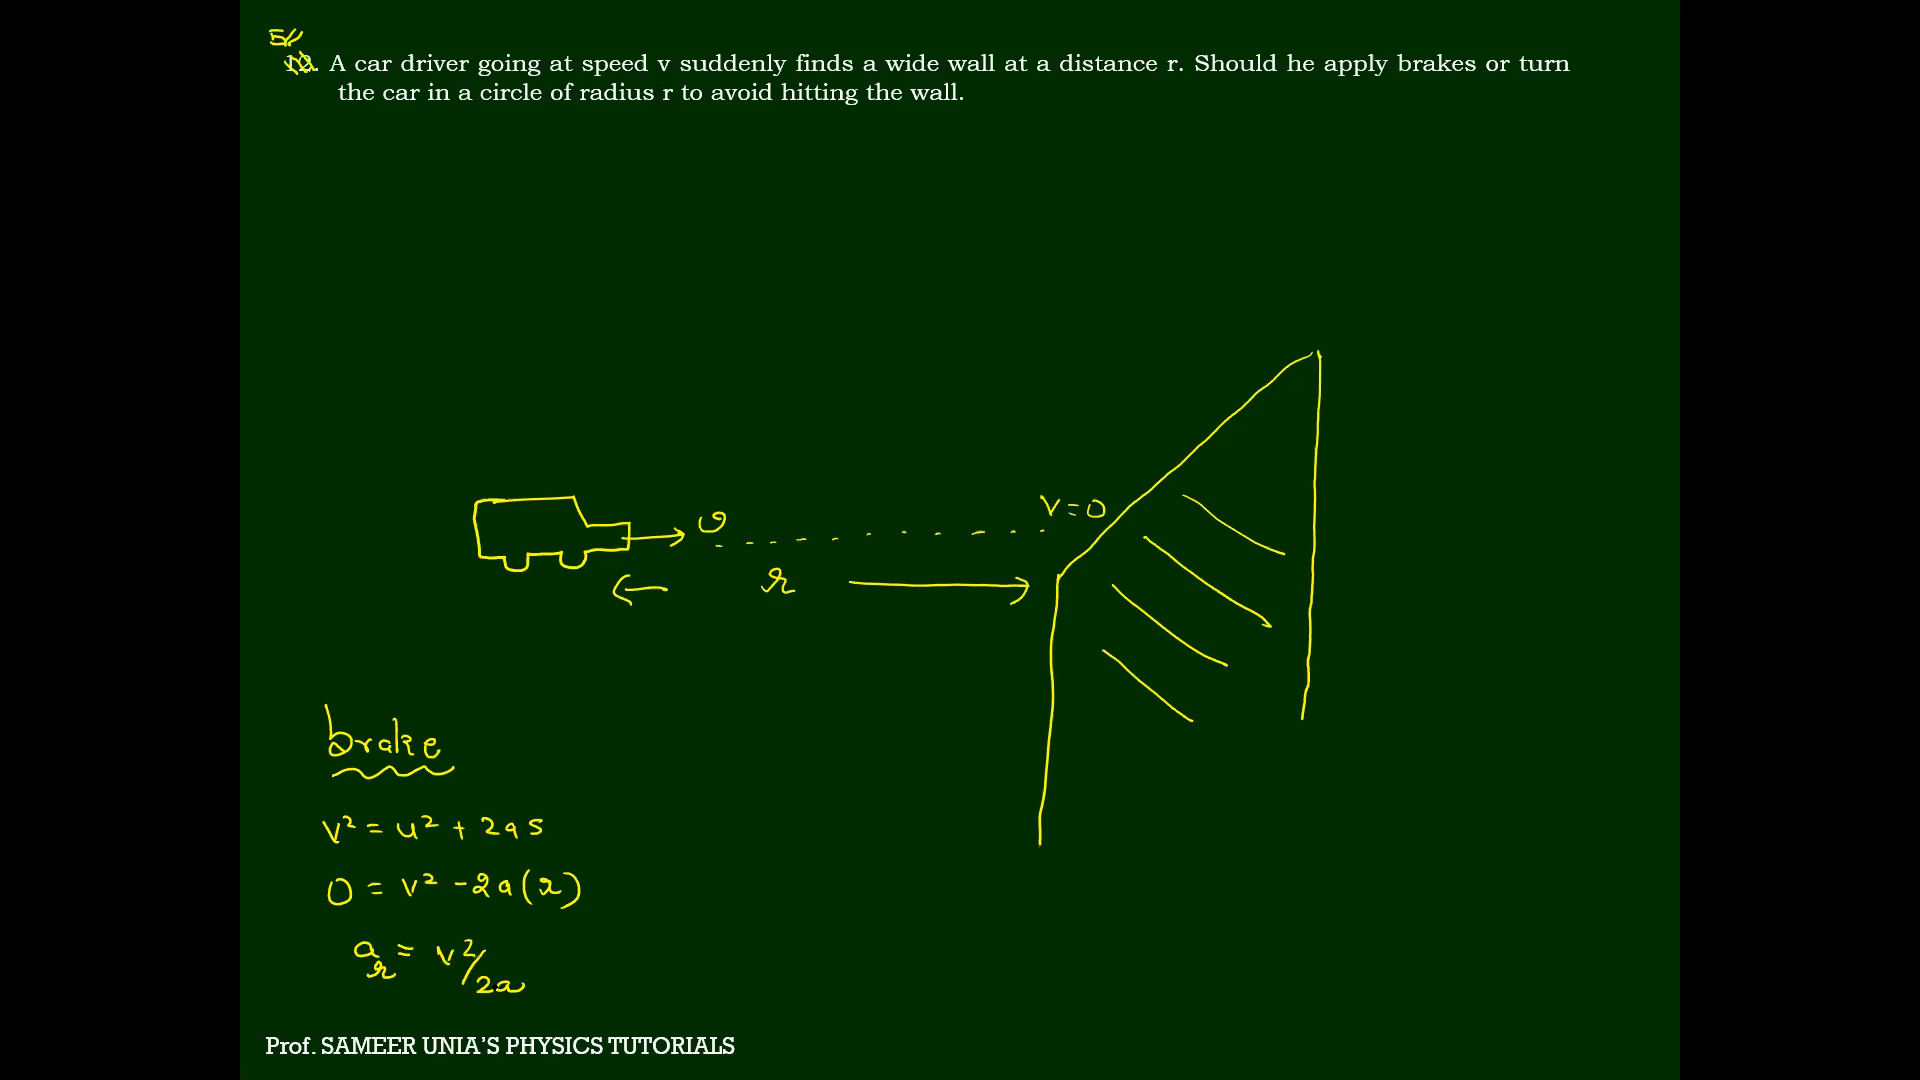 54
12. A car driver going at speed v suddenly finds a wide wall at a distance r. Should he apply brakes or turn
the car in a circle of radius r to avoid hitting the wall.
v = 0
v
r
brake
v² = u² + 2as
0 = v² - 2a(r)
a r = v²/2a
Prof. SAMEER UNIA'S PHYSICS TUTORIALS